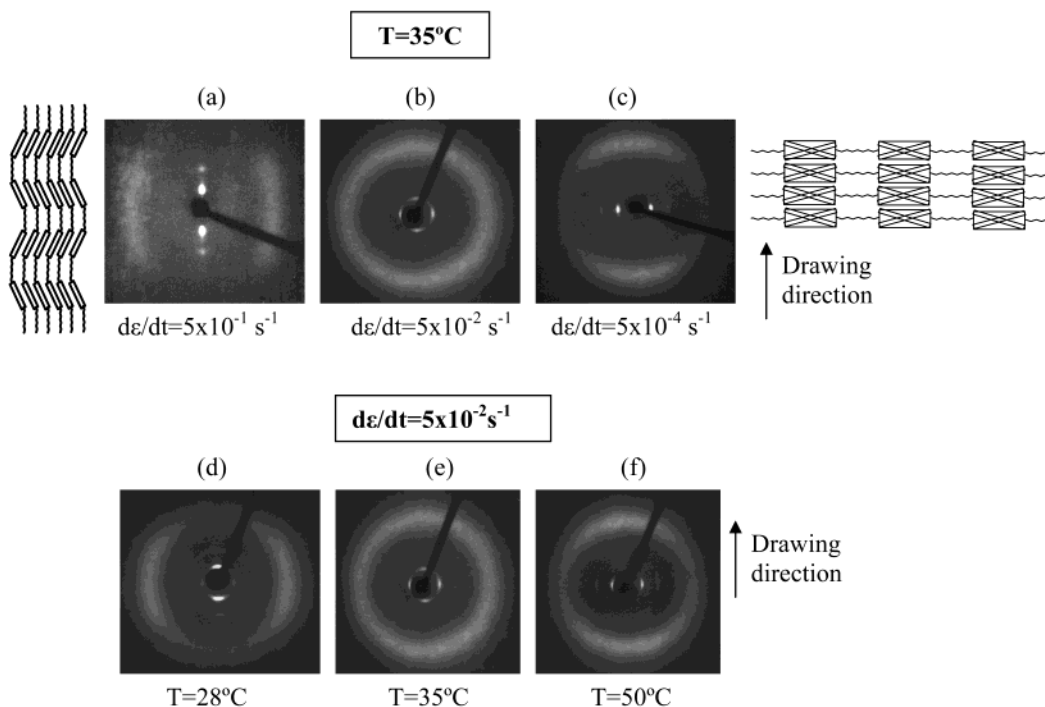 T=35ºC
(a) (b) (c)
dε/dt=5x10⁻¹ s⁻¹ dε/dt=5x10⁻² s⁻¹ dε/dt=5x10⁻⁴ s⁻¹
Drawing
direction
dε/dt=5x10⁻²s⁻¹
(d) (e) (f)
Drawing
direction
T=28ºC T=35ºC T=50ºC